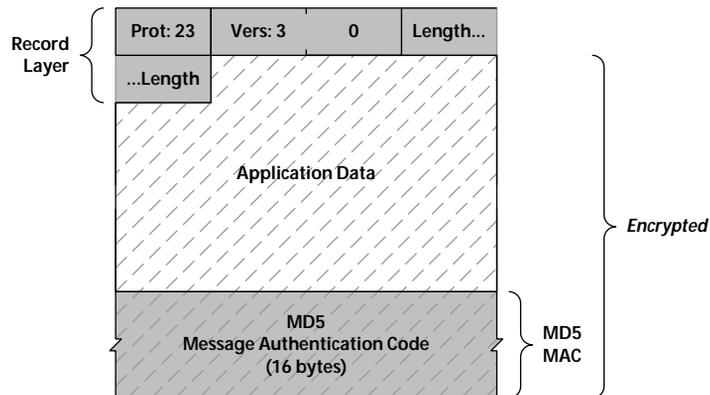 Record
Layer
Prot: 23 Vers: 3 0 Length...
...Length
Application Data
Encrypted
MD5
Message Authentication Code
(16 bytes)
MD5
MAC